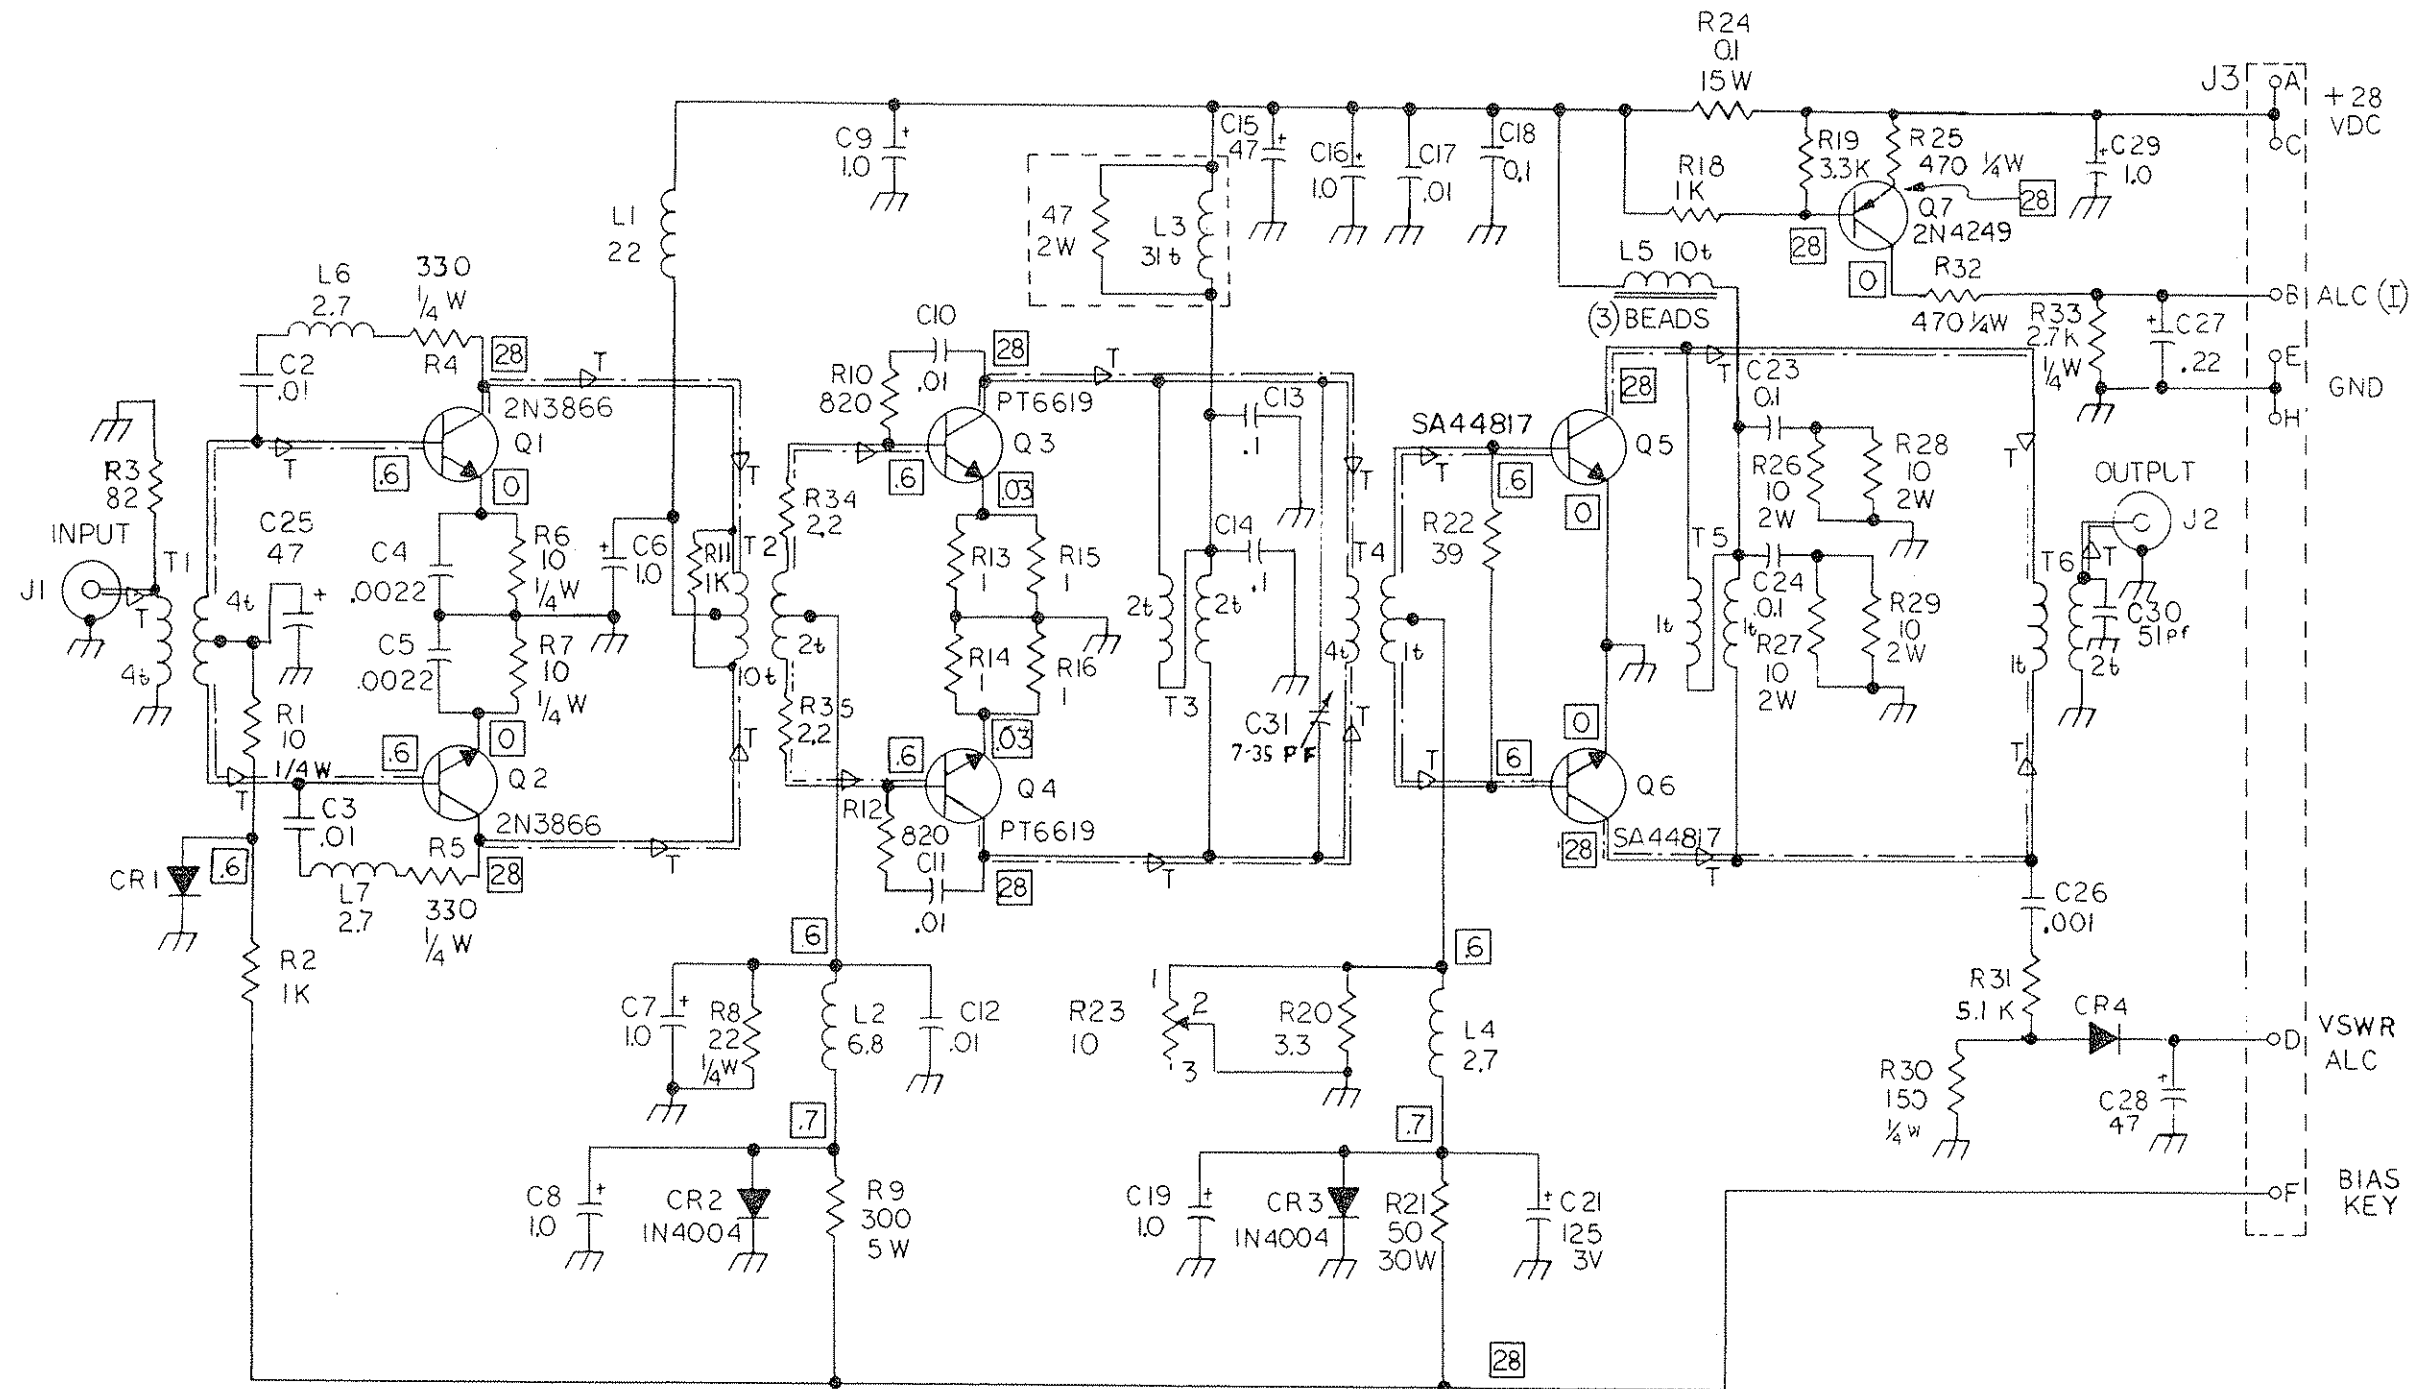 R24
0.1
15W
J3
A
+28
VDC
C
C9
+
1.0
C15
47
+
C16
1.0
+
C17
.01
C18
0.1
R18
1K
R19
3.3K
R25
470 ¼W
Q7
2N4249
28
28
0
+
C29
1.0
L1
22
47
2W
L3
31t
L5 10t
(3) BEADS
R32
470 ¼W
B
ALC (I)
R33
2.7K
¼W
+
C27
.22
E
GND
H
L6
2.7
330
¼ W
R4
C2
.01
28
T
2N3866
Q1
.6
0
T
R3
82
INPUT
J1
T
T1
4t
4t
C25
47
+
C4
.0022
R6
10
¼W
C5
.0022
R7
10
¼W
+
C6
1.0
R11
1K
T
T2
10t
2t
R34
2.2
R35
2.2
R1
10
1/4W
.6
0
T
Q2
2N3866
C3
.01
R5
28
T
T
L7
2.7
330
¼ W
CR1
.6
R2
1K
C10
.01
R10
820
28
T
PT6619
Q3
.6
.03
R13
1
R15
1
R14
1
R16
1
.03
.6
Q4
R12
820
PT6619
C11
.01
28
T
C13
.1
C14
.1
2t
2t
T3
C31
7-35 PF
T
T4
4t
1t
T
SA44817
Q5
28
T
T
.6
0
R22
39
T
.6
0
Q6
28
SA44817
T
C23
0.1
R26
10
2W
R28
10
2W
T5
1t
1t
C24
0.1
R27
10
2W
R29
10
2W
T
OUTPUT
J2
T6
T
C30
51Pf
1t
2t
T
C26
.001
R31
5.1 K
CR4
R30
150
¼W
+
C28
47
D
VSWR
ALC
F
BIAS
KEY
.6
C7
1.0
+
R8
22
¼W
L2
6.8
C12
.01
.7
C8
1.0
+
CR2
1N4004
R9
300
5W
.6
1
2
3
R23
10
R20
3.3
L4
2.7
.7
C19
1.0
+
CR3
1N4004
R21
50
30W
+
C21
125
3V
28